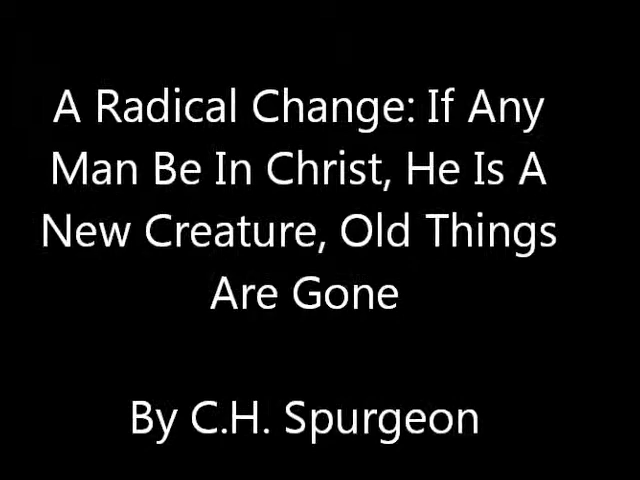 A Radical Change: If Any
Man Be In Christ, He Is A
New Creature, Old Things
Are Gone
By C.H. Spurgeon